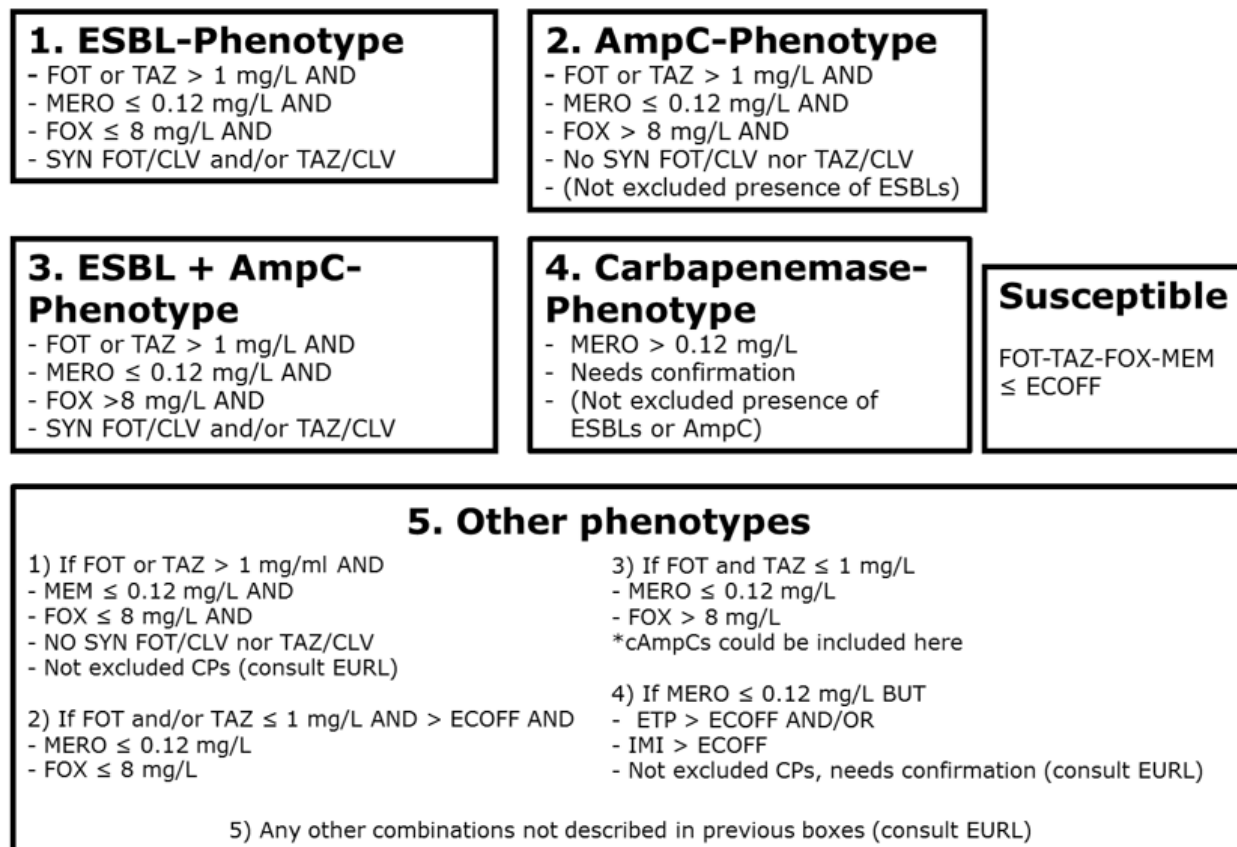 1. ESBL-Phenotype
- FOT or TAZ > 1 mg/L AND
- MERO ≤ 0.12 mg/L AND
- FOX ≤ 8 mg/L AND
- SYN FOT/CLV and/or TAZ/CLV
2. AmpC-Phenotype
- FOT or TAZ > 1 mg/L AND
- MERO ≤ 0.12 mg/L AND
- FOX > 8 mg/L AND
- No SYN FOT/CLV nor TAZ/CLV
- (Not excluded presence of ESBLs)
3. ESBL + AmpC-
Phenotype
- FOT or TAZ > 1 mg/L AND
- MERO ≤ 0.12 mg/L AND
- FOX >8 mg/L AND
- SYN FOT/CLV and/or TAZ/CLV
4. Carbapenemase-
Phenotype
- MERO > 0.12 mg/L
- Needs confirmation
- (Not excluded presence of
ESBLs or AmpC)
Susceptible
FOT-TAZ-FOX-MEM
≤ ECOFF
5. Other phenotypes
1) If FOT or TAZ > 1 mg/ml AND
- MEM ≤ 0.12 mg/L AND
- FOX ≤ 8 mg/L AND
- NO SYN FOT/CLV nor TAZ/CLV
- Not excluded CPs (consult EURL)
2) If FOT and/or TAZ ≤ 1 mg/L AND > ECOFF AND
- MERO ≤ 0.12 mg/L
- FOX ≤ 8 mg/L
3) If FOT and TAZ ≤ 1 mg/L
- MERO ≤ 0.12 mg/L
- FOX > 8 mg/L
*cAmpCs could be included here
4) If MERO ≤ 0.12 mg/L BUT
- ETP > ECOFF AND/OR
- IMI > ECOFF
- Not excluded CPs, needs confirmation (consult EURL)
5) Any other combinations not described in previous boxes (consult EURL)